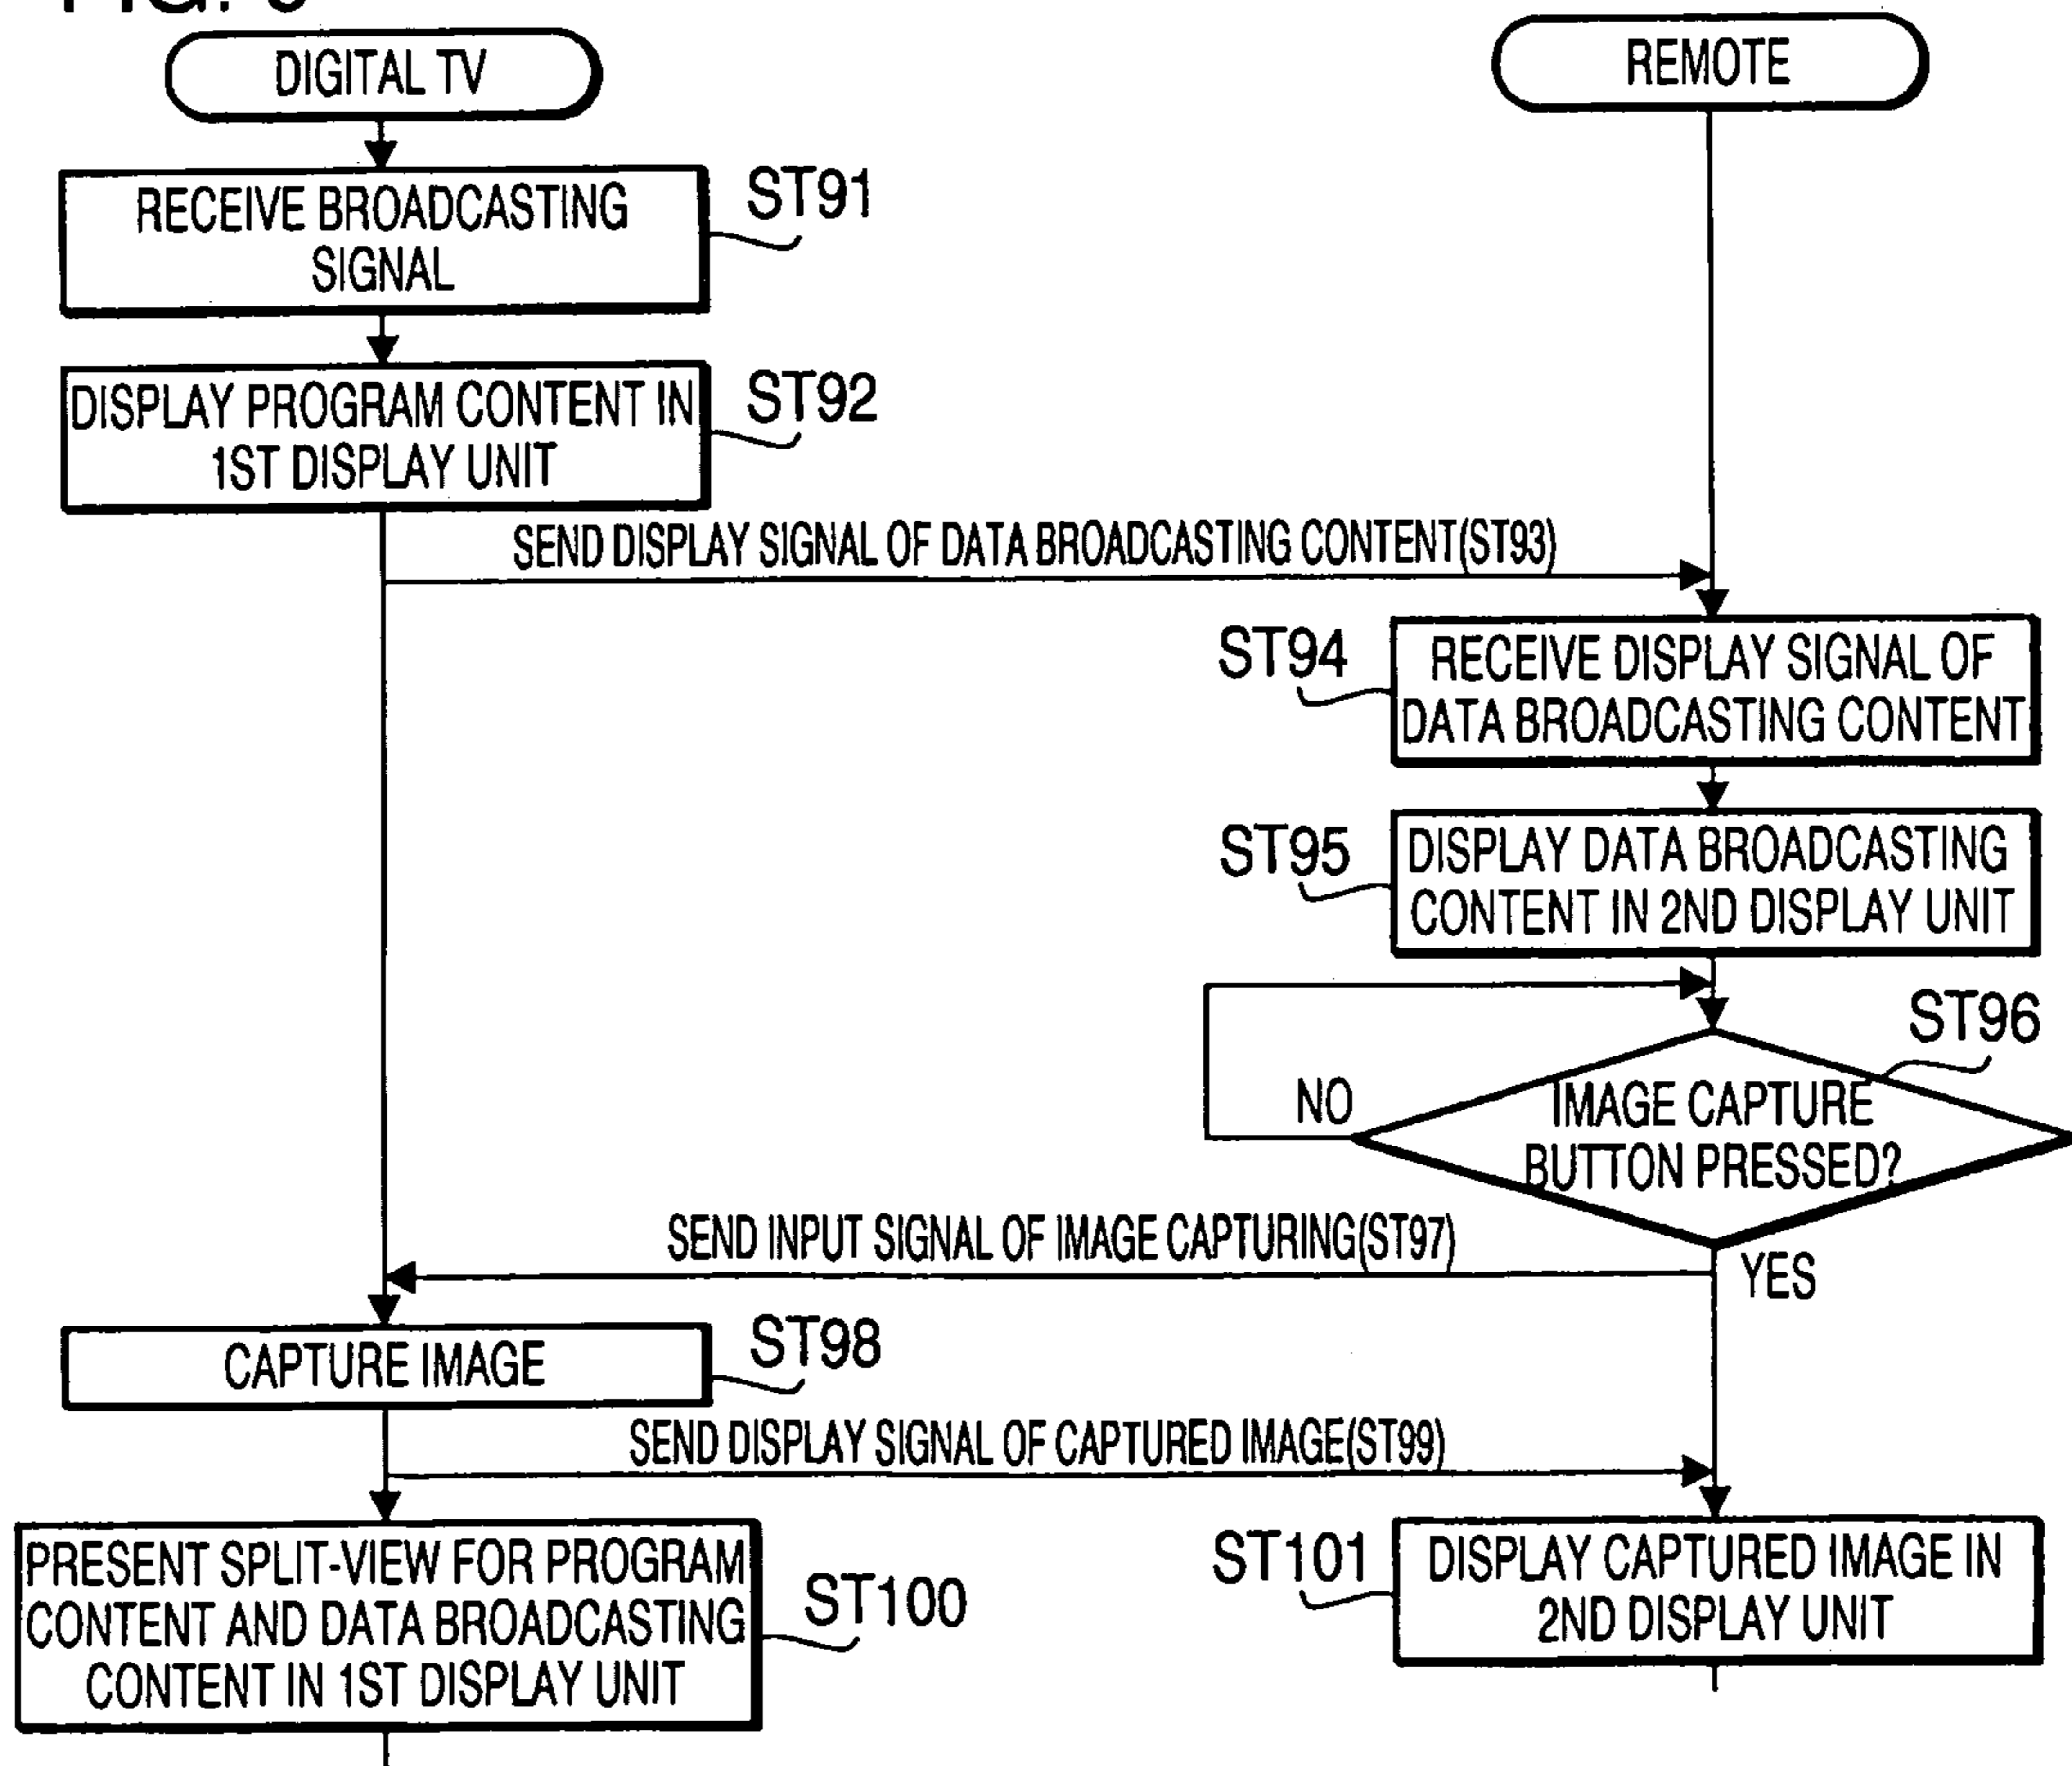 DIGITAL TV
REMOTE
RECEIVE BROADCASTING
SIGNAL
ST91
DISPLAY PROGRAM CONTENT IN
1ST DISPLAY UNIT
ST92
SEND DISPLAY SIGNAL OF DATA BROADCASTING CONTENT(ST93)
ST94
RECEIVE DISPLAY SIGNAL OF
DATA BROADCASTING CONTENT
ST95
DISPLAY DATA BROADCASTING
CONTENT IN 2ND DISPLAY UNIT
ST96
NO
IMAGE CAPTURE
BUTTON PRESSED?
SEND INPUT SIGNAL OF IMAGE CAPTURING(ST97)
YES
CAPTURE IMAGE
ST98
SEND DISPLAY SIGNAL OF CAPTURED IMAGE(ST99)
PRESENT SPLIT-VIEW FOR PROGRAM
CONTENT AND DATA BROADCASTING
CONTENT IN 1ST DISPLAY UNIT
ST100
ST101
DISPLAY CAPTURED IMAGE IN
2ND DISPLAY UNIT